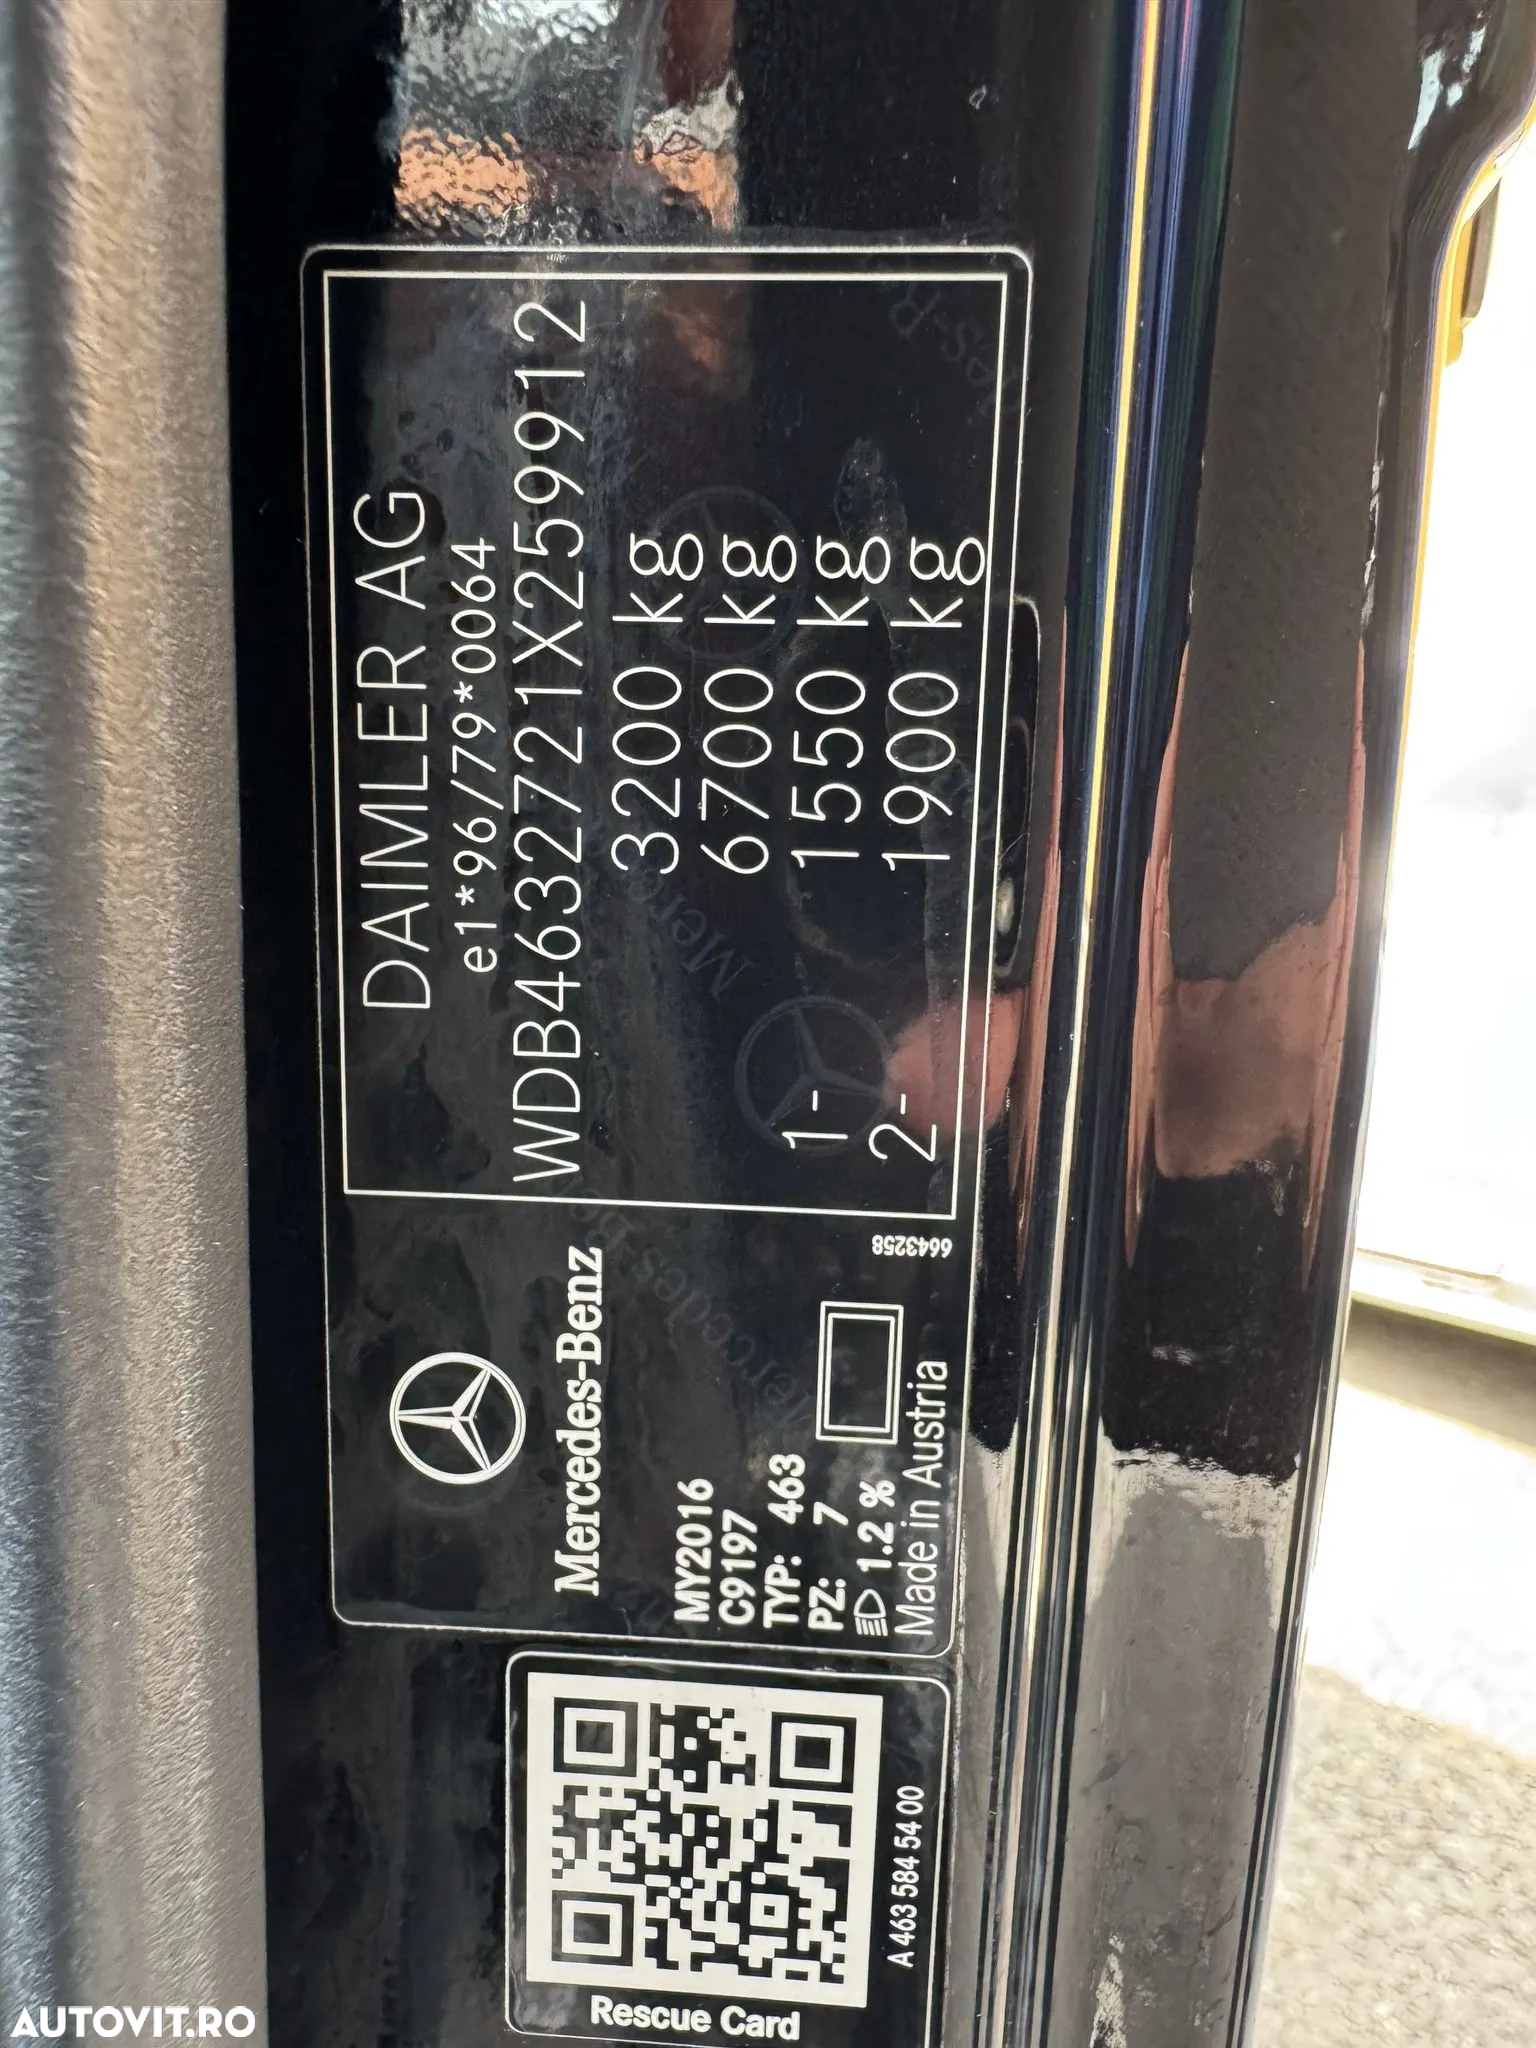 DAIMLER AG
e1*96/79*0064
WDB4632721X259912
3200 kg
6700 kg
1- 1550 kg
2- 1900 kg
Mercedes-Benz
6643258
MY2016
C9197
TYP: 463
PZ: 7
1.2 %
Made in Austria
Rescue Card
A 463 584 54 00
AUTOVIT.RO